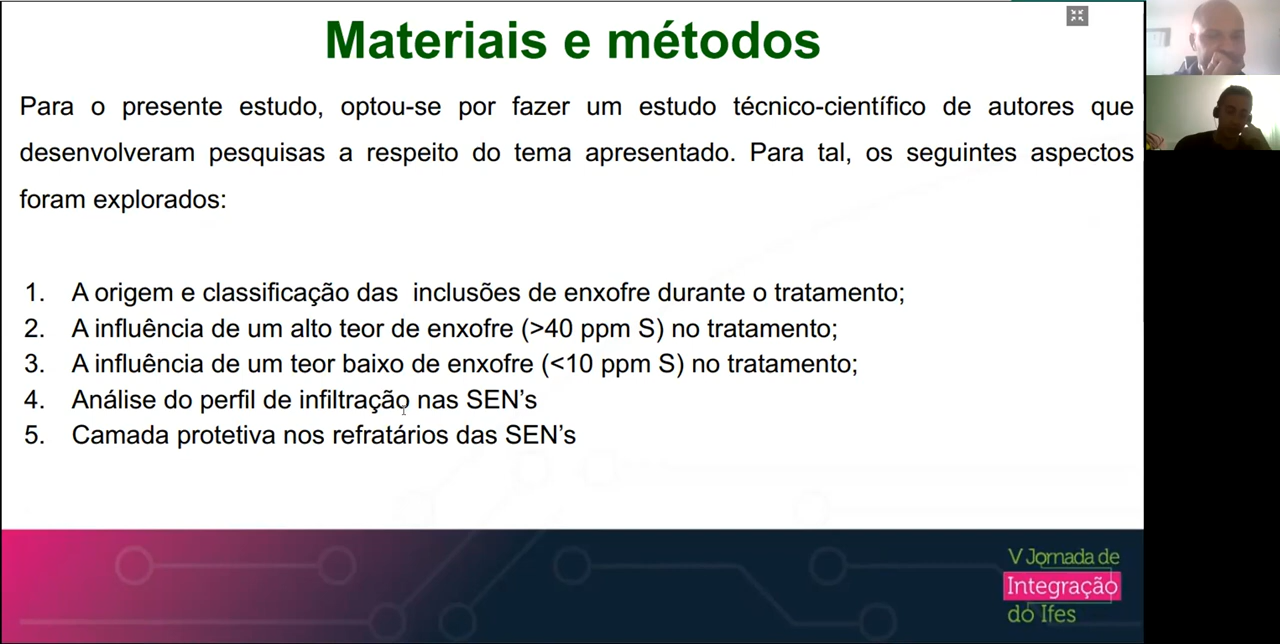 Materiais e métodos
Para o presente estudo, optou-se por fazer um estudo técnico-científico de autores que
desenvolveram pesquisas a respeito do tema apresentado. Para tal, os seguintes aspectos
foram explorados:
1. A origem e classificação das inclusões de enxofre durante o tratamento;
2. A influência de um alto teor de enxofre (>40 ppm S) no tratamento;
3. A influência de um teor baixo de enxofre (<10 ppm S) no tratamento;
4. Análise do perfil de infiltração nas SEN’s
5. Camada protetiva nos refratários das SEN’s
V Jornada de
Integração
do Ifes